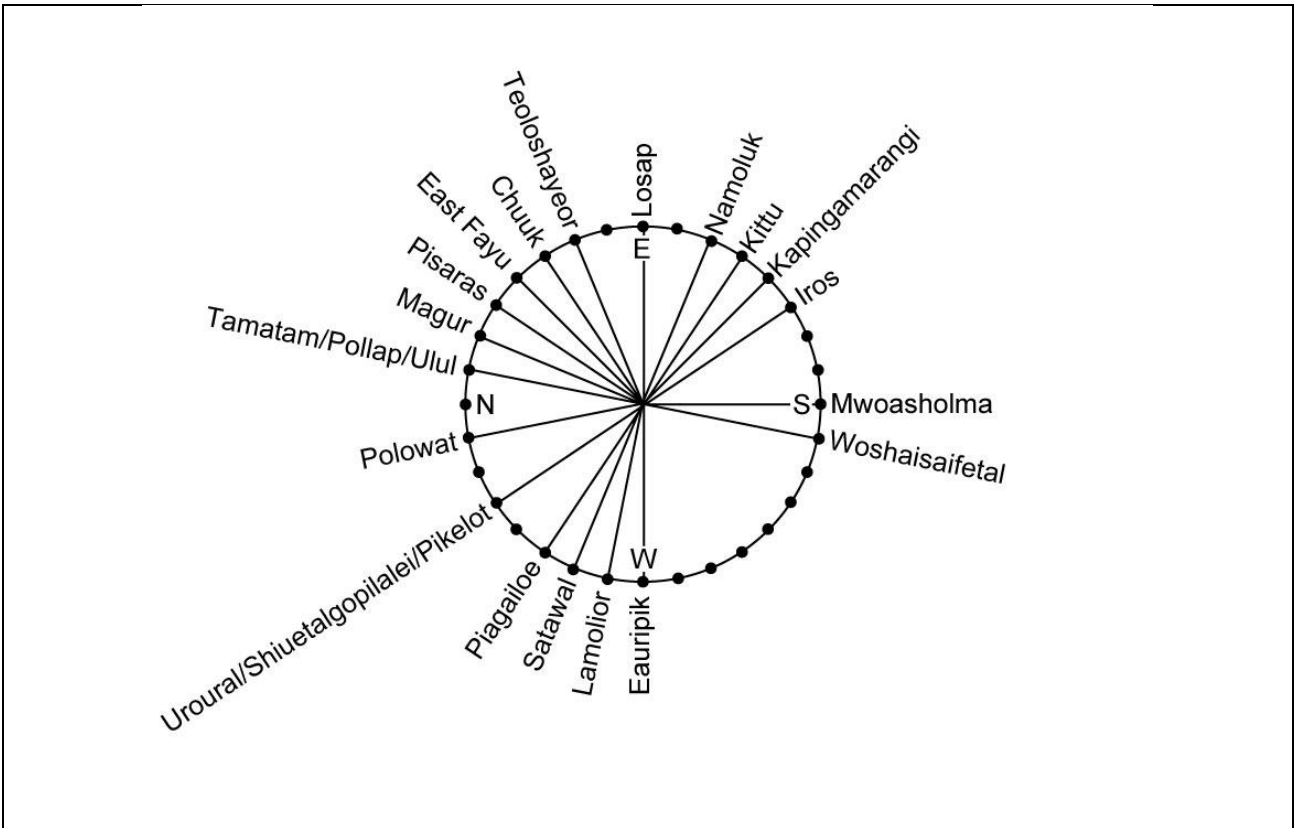 Teoloshayeor
Losap
Namoluk
Kittu
Kapingamarangi
Iros
Chuuk
East Fayu
Pisaras
Magur
Tamatam/Pollap/Ulul
E
N
S
W
Mwoasholma
Woshaisaifetal
Polowat
Uroural/Shiuetalgopilalei/Pikelot
Piagailoe
Satawal
Lamolior
Eauripik